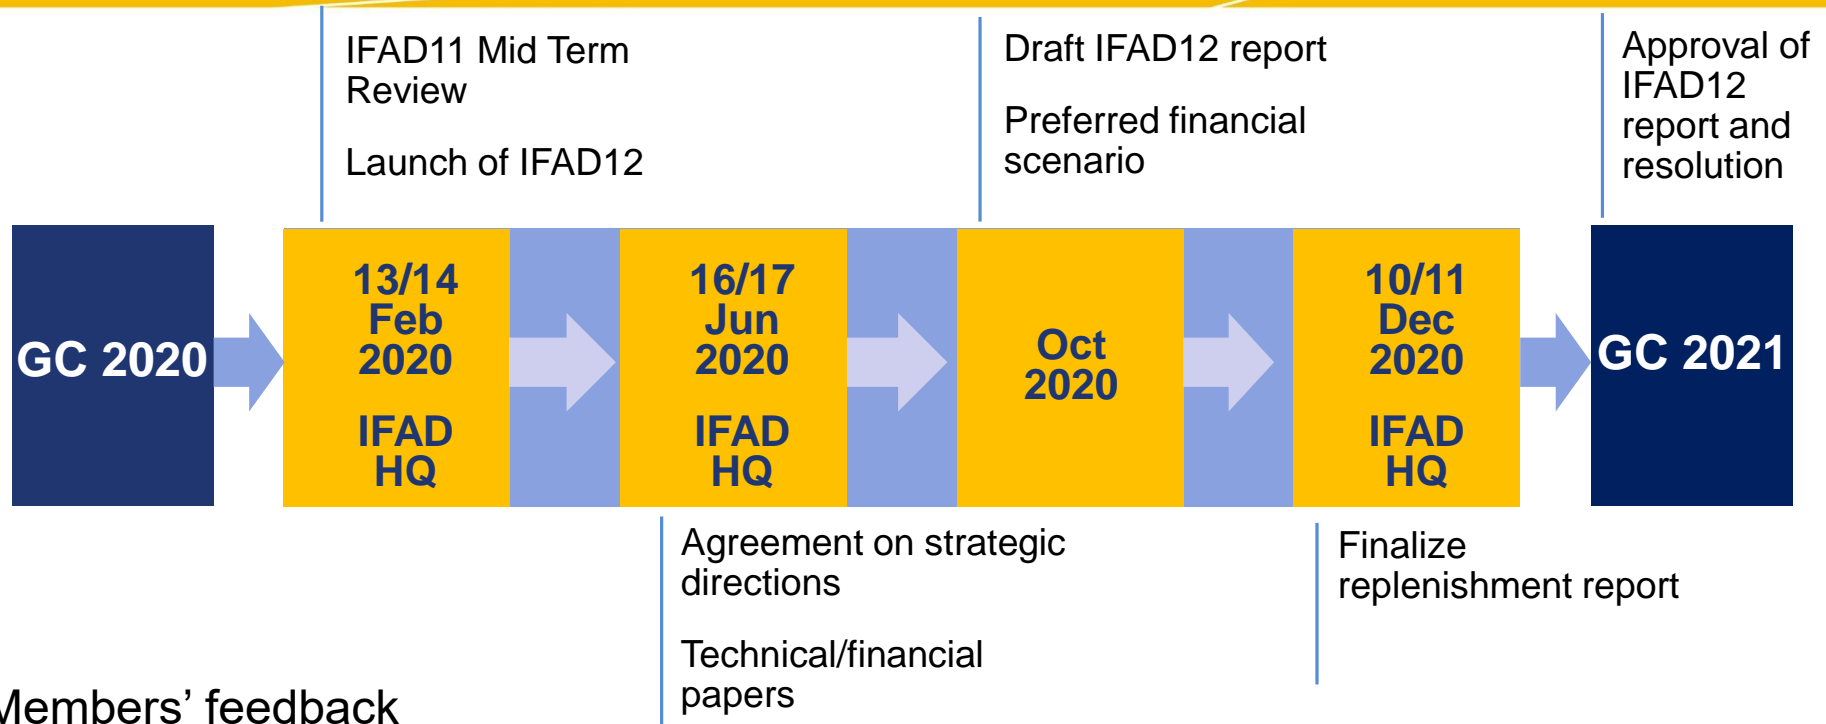 IFAD11 Mid Term
Review
Launch of IFAD12
Draft IFAD12 report
Preferred financial
scenario
Approval of
IFAD12
report and
resolution
GC 2020
13/14
Feb
2020
IFAD
HQ
16/17
Jun
2020
IFAD
HQ
Oct
2020
10/11
Dec
2020
IFAD
HQ
GC 2021
Agreement on strategic
directions
Technical/financial
papers
Finalize
replenishment report
Members’ feedback